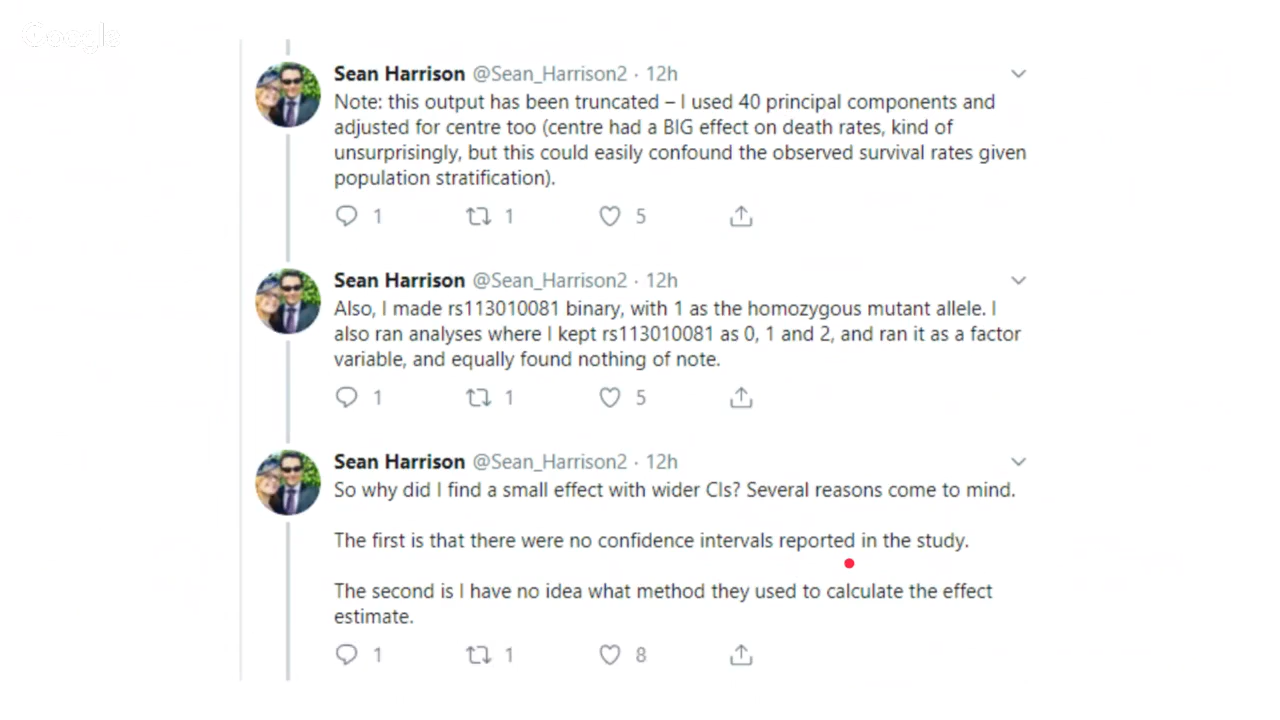 Google
Sean Harrison @Sean_Harrison2 · 12h
Note: this output has been truncated – I used 40 principal components and
adjusted for centre too (centre had a BIG effect on death rates, kind of
unsurprisingly, but this could easily confound the observed survival rates given
population stratification).
1 1 5
Sean Harrison @Sean_Harrison2 · 12h
Also, I made rs113010081 binary, with 1 as the homozygous mutant allele. I
also ran analyses where I kept rs113010081 as 0, 1 and 2, and ran it as a factor
variable, and equally found nothing of note.
1 1 5
Sean Harrison @Sean_Harrison2 · 12h
So why did I find a small effect with wider CIs? Several reasons come to mind.
The first is that there were no confidence intervals reported in the study.
The second is I have no idea what method they used to calculate the effect
estimate.
1 1 8